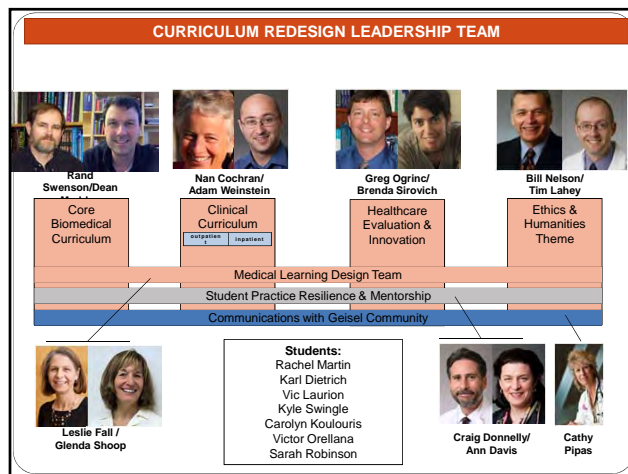 CURRICULUM REDESIGN LEADERSHIP TEAM
Rand
Swenson/Dean
Nan Cochran/
Adam Weinstein
Greg Ogrinc/
Brenda Sirovich
Bill Nelson/
Tim Lahey
Core
Biomedical
Curriculum
Clinical
Curriculum
outpatien
t
inpatient
Healthcare
Evaluation &
Innovation
Ethics &
Humanities
Theme
Medical Learning Design Team
Student Practice Resilience & Mentorship
Communications with Geisel Community
Leslie Fall /
Glenda Shoop
Students:
Rachel Martin
Karl Dietrich
Vic Laurion
Kyle Swingle
Carolyn Koulouris
Victor Orellana
Sarah Robinson
Craig Donnelly/
Ann Davis
Cathy
Pipas